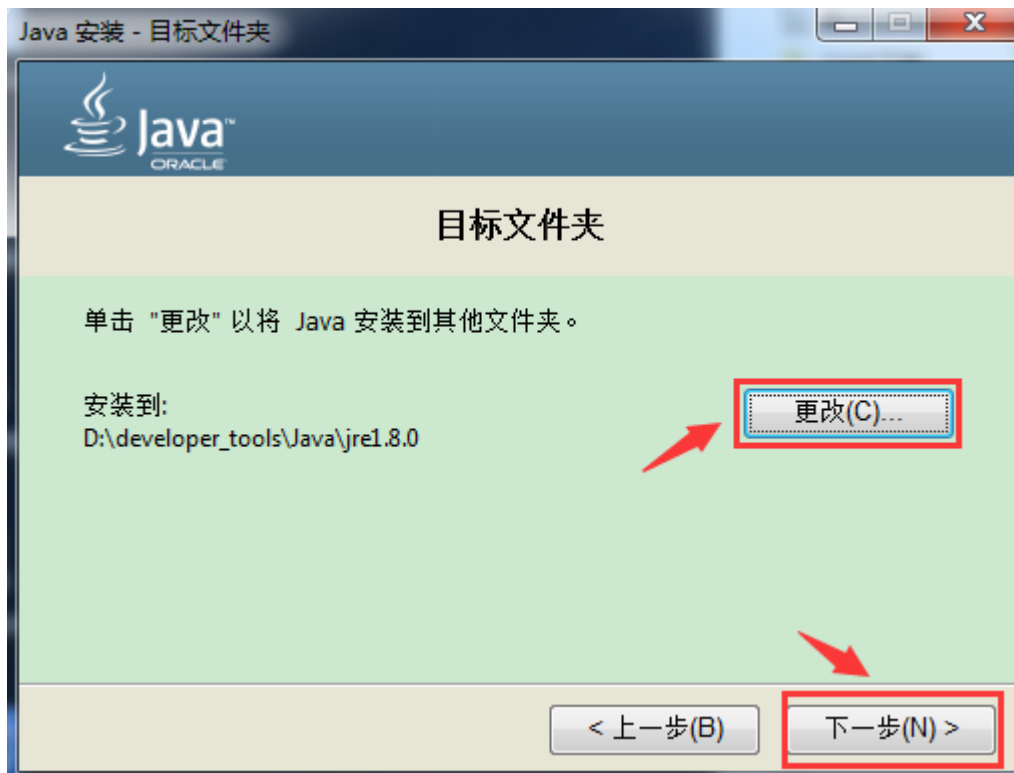 Java 安装 - 目标文件夹
Java™
ORACLE
目标文件夹
单击 "更改" 以将 Java 安装到其他文件夹。
安装到:
更改(C)...
D:\developer_tools\Java\jre1.8.0
< 上一步(B)
下一步(N) >